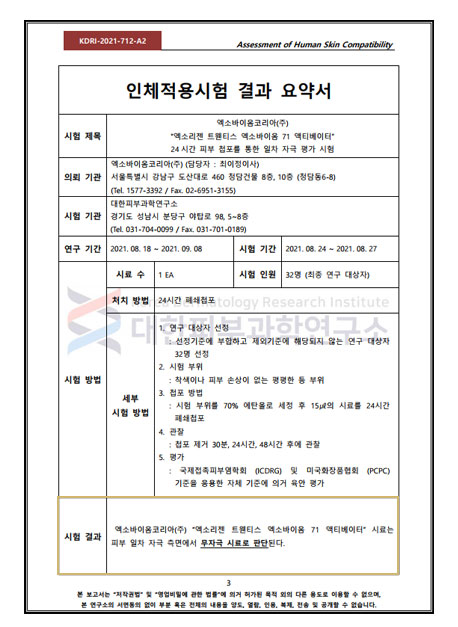 KDRI-2021-712-A2
Assessment of Human Skin Compatibility
인체적용시험 결과 요약서
시험 제목
엑소바이옴코리아(주)
"엑소리젠 트웬티스 엑소바이옴 71 액티베이터"
24시간 피부 첩포를 통한 일차 자극 평가 시험
의뢰 기관
엑소바이옴코리아(주) (담당자 : 최이정이사)
서울특별시 강남구 도산대로 460 청담건물 8층, 10층 (청담동6-8)
(Tel. 1577-3392 / Fax. 02-6951-3155)
시험 기관
대한피부과학연구소
경기도 성남시 분당구 야탑로 98, 5~8층
(Tel. 031-704-0099 / Fax. 031-701-0189)
연구 기간
2021. 08. 18 ~ 2021. 09. 08
시험 기간
2021. 08. 24 ~ 2021. 08. 27
시험 방법
시료 수
1 EA
시험 인원
32명 (최종 연구 대상자)
처치 방법
24시간 폐쇄첩포
Dermatology Research Institute
대한피부과학연구소
세부
시험 방법
1. 연구 대상자 선정
: 선정기준에 부합하고 제외기준에 해당되지 않는 연구 대상자
32명 선정
2. 시험 부위
: 착색이나 피부 손상이 없는 평평한 등 부위
3. 첩포 방법
: 시험 부위를 70% 에탄올로 세정 후 15㎕의 시료를 24시간
폐쇄첩포
4. 관찰
: 첩포 제거 30분, 24시간, 48시간 후에 관찰
5. 평가
: 국제접촉피부염학회 (ICDRG) 및 미국화장품협회 (PCPC)
기준을 응용한 자체 기준에 의거 육안 평가
시험 결과
엑소바이옴코리아(주) "엑소리젠 트웬티스 엑소바이옴 71 액티베이터" 시료는
피부 일차 자극 측면에서 무자극 시료로 판단된다.
3
본 보고서는 "저작권법" 및 "영업비밀에 관한 법률"에 의거 허가된 목적 외의 다른 용도로 이용할 수 없으며,
본 연구소의 서면동의 없이 부분 혹은 전체의 내용을 양도, 열람, 인용, 복제, 전송 및 공개할 수 없습니다.